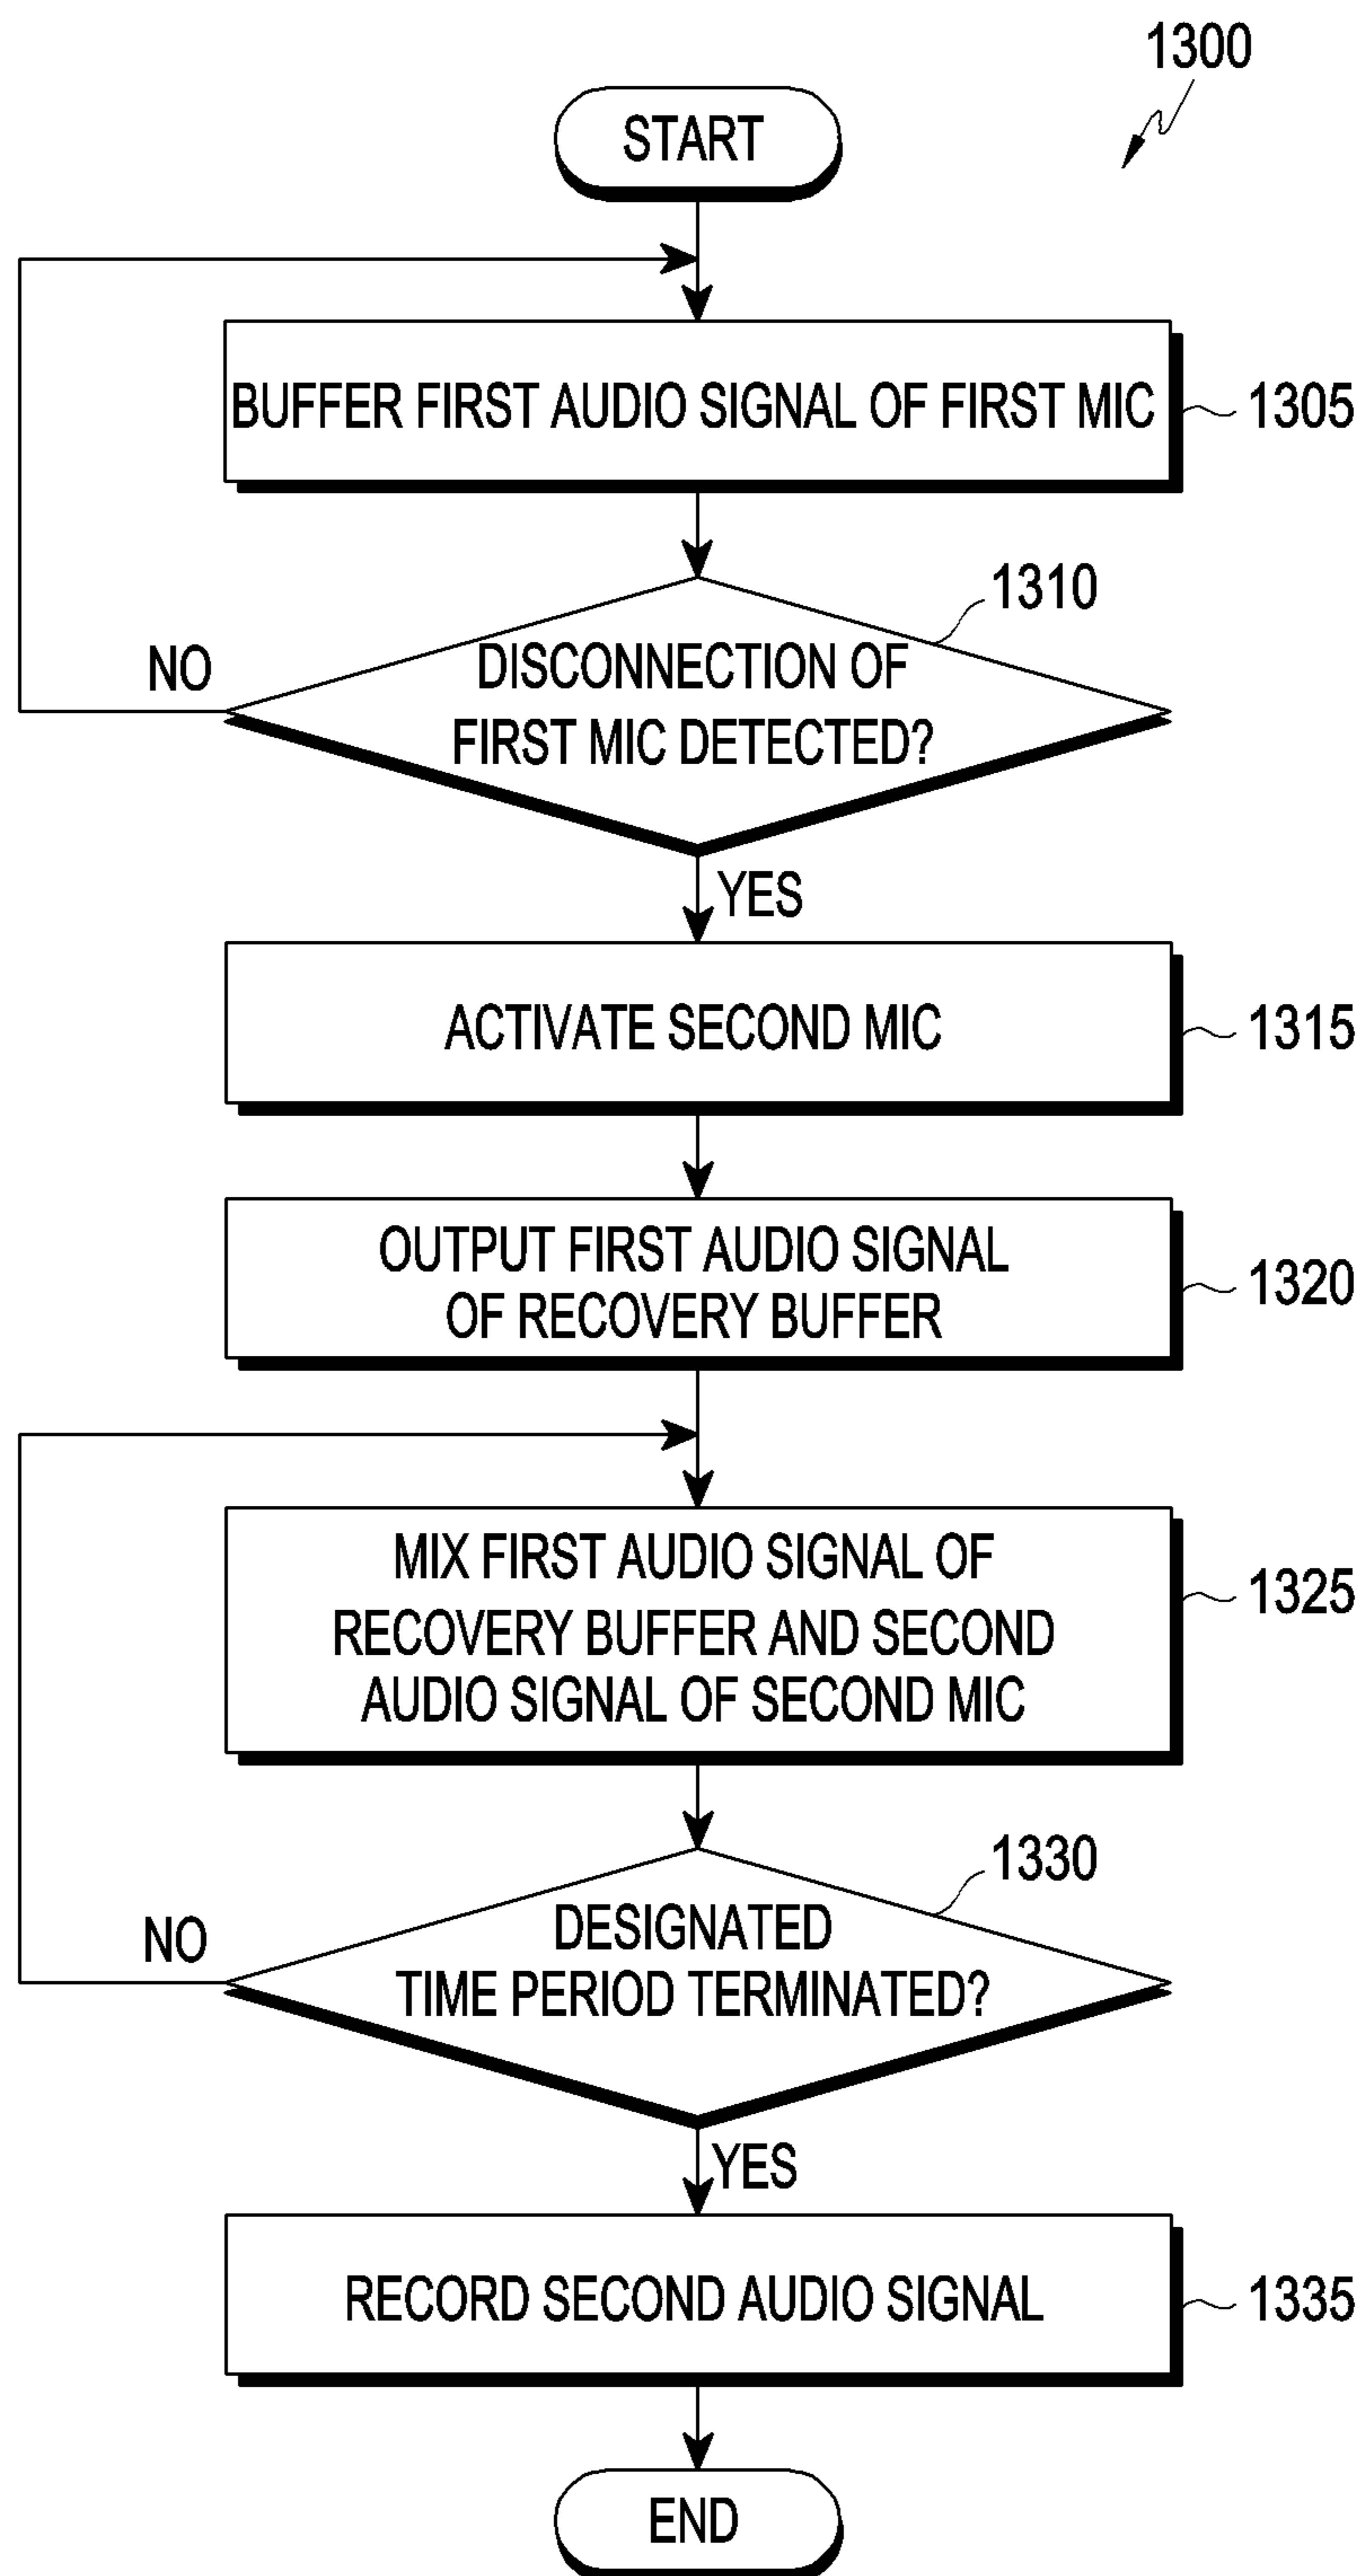 1300
START
BUFFER FIRST AUDIO SIGNAL OF FIRST MIC
1305
1310
DISCONNECTION OF
FIRST MIC DETECTED?
NO
YES
ACTIVATE SECOND MIC
1315
OUTPUT FIRST AUDIO SIGNAL
OF RECOVERY BUFFER
1320
MIX FIRST AUDIO SIGNAL OF
RECOVERY BUFFER AND SECOND
AUDIO SIGNAL OF SECOND MIC
1325
1330
DESIGNATED
TIME PERIOD TERMINATED?
NO
YES
RECORD SECOND AUDIO SIGNAL
1335
END